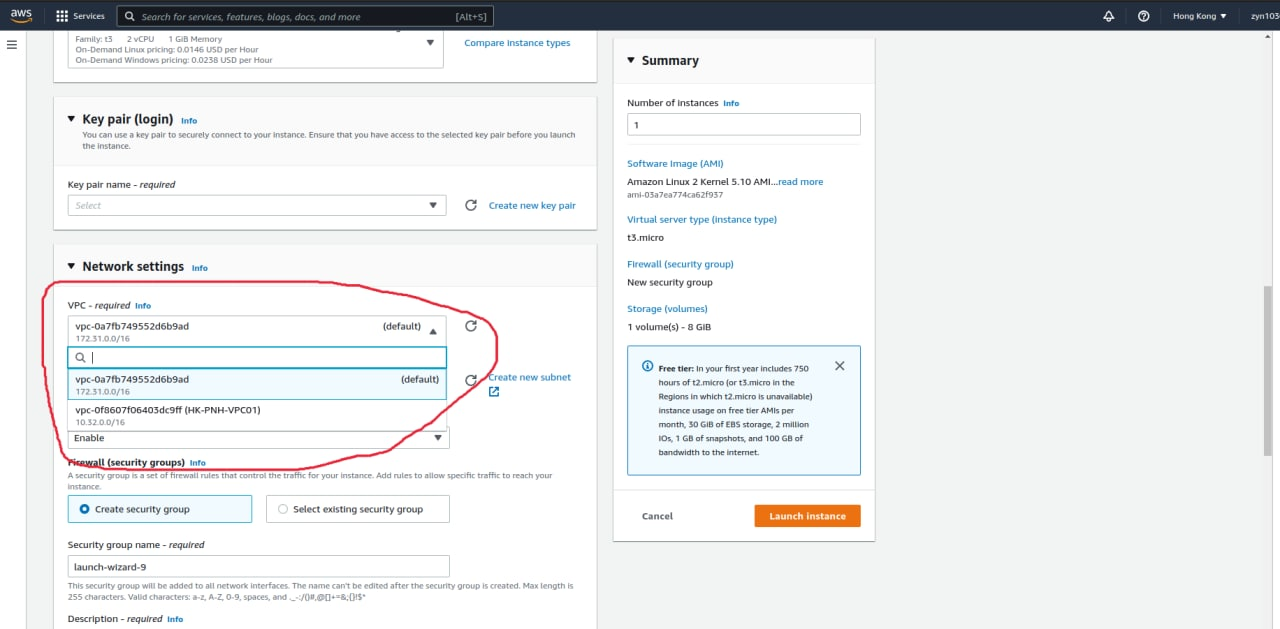 aws
Services
Search for services, features, blogs, docs, and more
[Alt+S]
Hong Kong ▼
zyn103
Family: t3 2 vCPU 1 GiB Memory
On-Demand Linux pricing: 0.0146 USD per Hour
On-Demand Windows pricing: 0.0238 USD per Hour
Compare instance types
Key pair (login) Info
You can use a key pair to securely connect to your instance. Ensure that you have access to the selected key pair before you launch
the instance.
Key pair name - required
Select
Create new key pair
Network settings Info
VPC - required Info
vpc-0a7fb749552d6b9ad (default)
172.31.0.0/16
vpc-0a7fb749552d6b9ad (default)
172.31.0.0/16
Create new subnet
vpc-0f8607f06403dc9ff (HK-PNH-VPC01)
10.32.0.0/16
Enable
Firewall (security groups) Info
A security group is a set of firewall rules that control the traffic for your instance. Add rules to allow specific traffic to reach your
instance.
Create security group
Select existing security group
Security group name - required
launch-wizard-9
This security group will be added to all network interfaces. The name can't be edited after the security group is created. Max length is
255 characters. Valid characters: a-z, A-Z, 0-9, spaces, and ._-:/()#,@[]+=&;{}!$*
Description - required Info
Summary
Number of instances Info
1
Software Image (AMI)
Amazon Linux 2 Kernel 5.10 AMI...read more
ami-03a7ea774ca62f937
Virtual server type (instance type)
t3.micro
Firewall (security group)
New security group
Storage (volumes)
1 volume(s) - 8 GiB
Free tier: In your first year includes 750
hours of t2.micro (or t3.micro in the
Regions in which t2.micro is unavailable)
instance usage on free tier AMIs per
month, 30 GiB of EBS storage, 2 million
IOs, 1 GB of snapshots, and 100 GB of
bandwidth to the internet.
Cancel
Launch instance